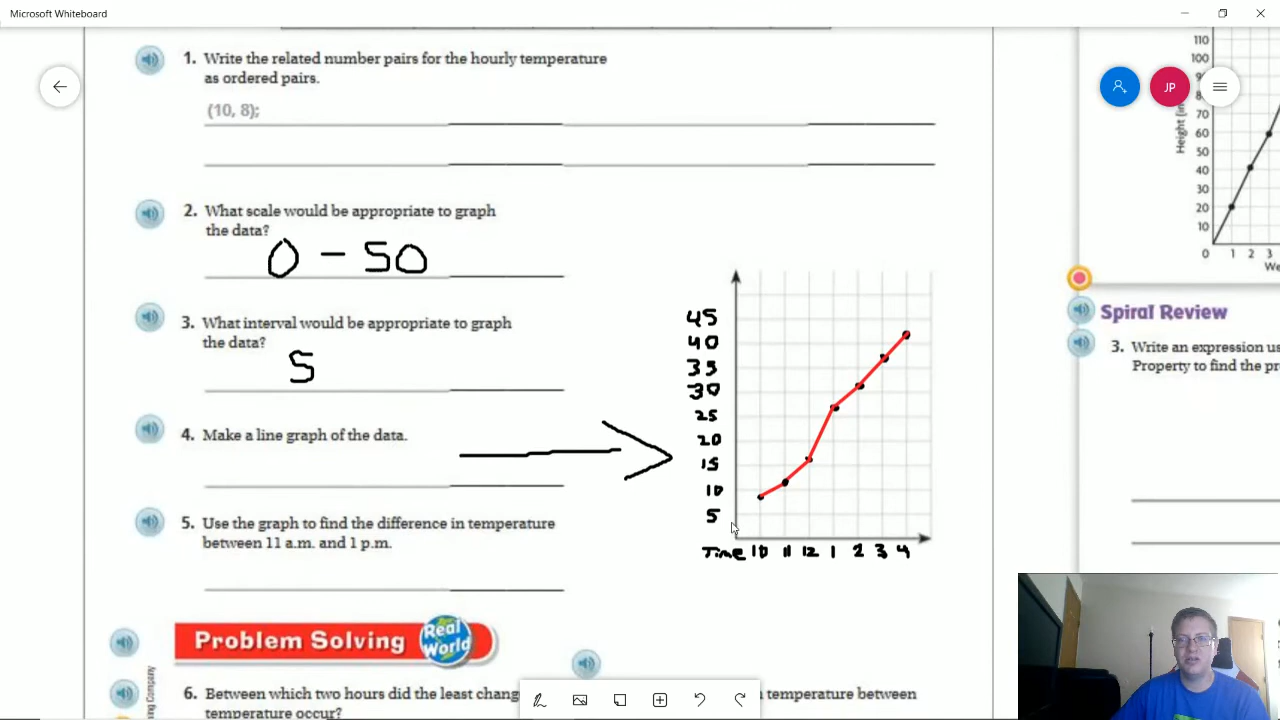 Microsoft Whiteboard
1. Write the related number pairs for the hourly temperature
as ordered pairs.
(10, 8);
2. What scale would be appropriate to graph
the data?
0 - 50
3. What interval would be appropriate to graph
the data?
5
4. Make a line graph of the data.
5. Use the graph to find the difference in temperature
between 11 a.m. and 1 p.m.
45
40
35
30
25
20
15
10
5
Time 10 11 12 1 2 3 4
Problem Solving Real World
6. Between which two hours did the least chang
temperature occur?
temperature between
110
100
70
60
50
40
30
20
10
0 1 2 3
We
Height (in
JP
Spiral Review
3. Write an expression us
Property to find the pr
ing Company